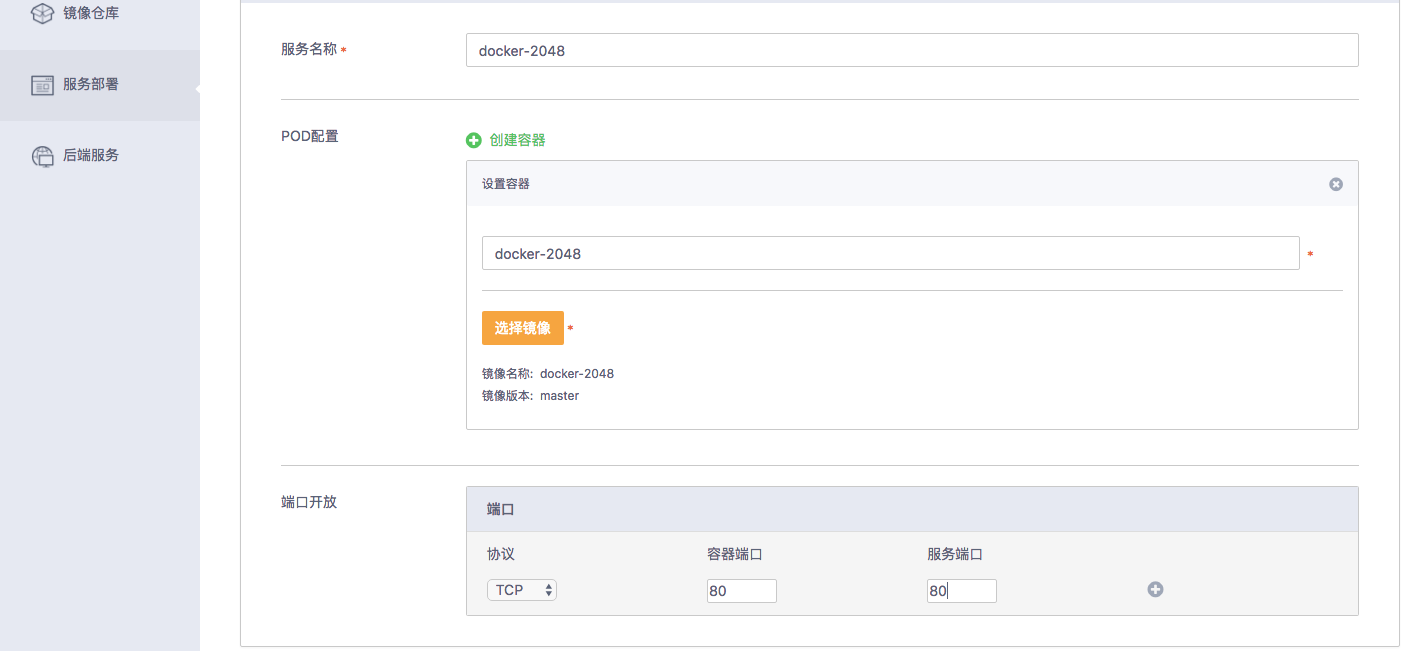 镜像仓库
服务部署
后端服务
服务名称 *
docker-2048
POD配置
创建容器
设置容器
docker-2048
*
选择镜像 *
镜像名称: docker-2048
镜像版本: master
端口开放
端口
协议 容器端口 服务端口
TCP 80 80